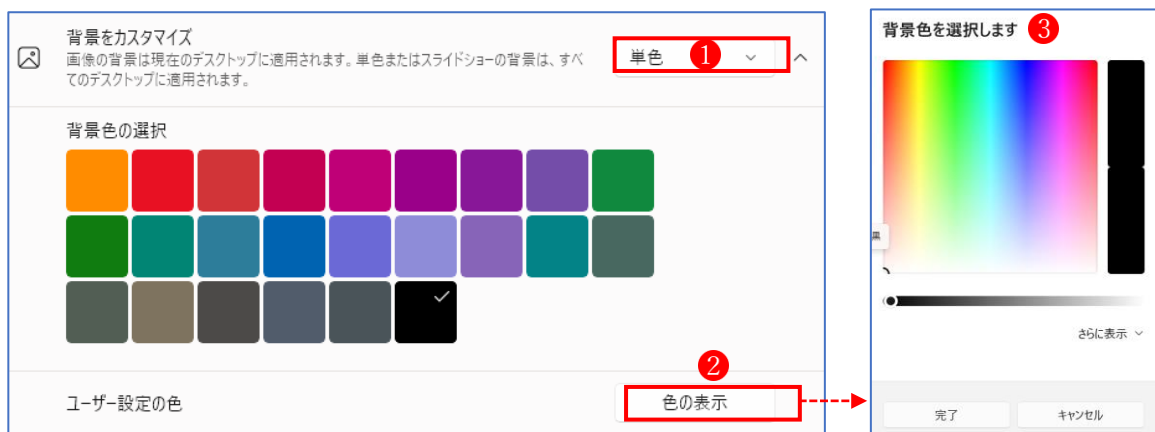 背景をカスタマイズ
画像の背景は現在のデスクトップに適用されます。単色またはスライドショーの背景は、すべ
てのデスクトップに適用されます。
単色
1
背景色の選択
ユーザー設定の色
2
色の表示
背景色を選択します
3
黒
さらに表示
完了
キャンセル